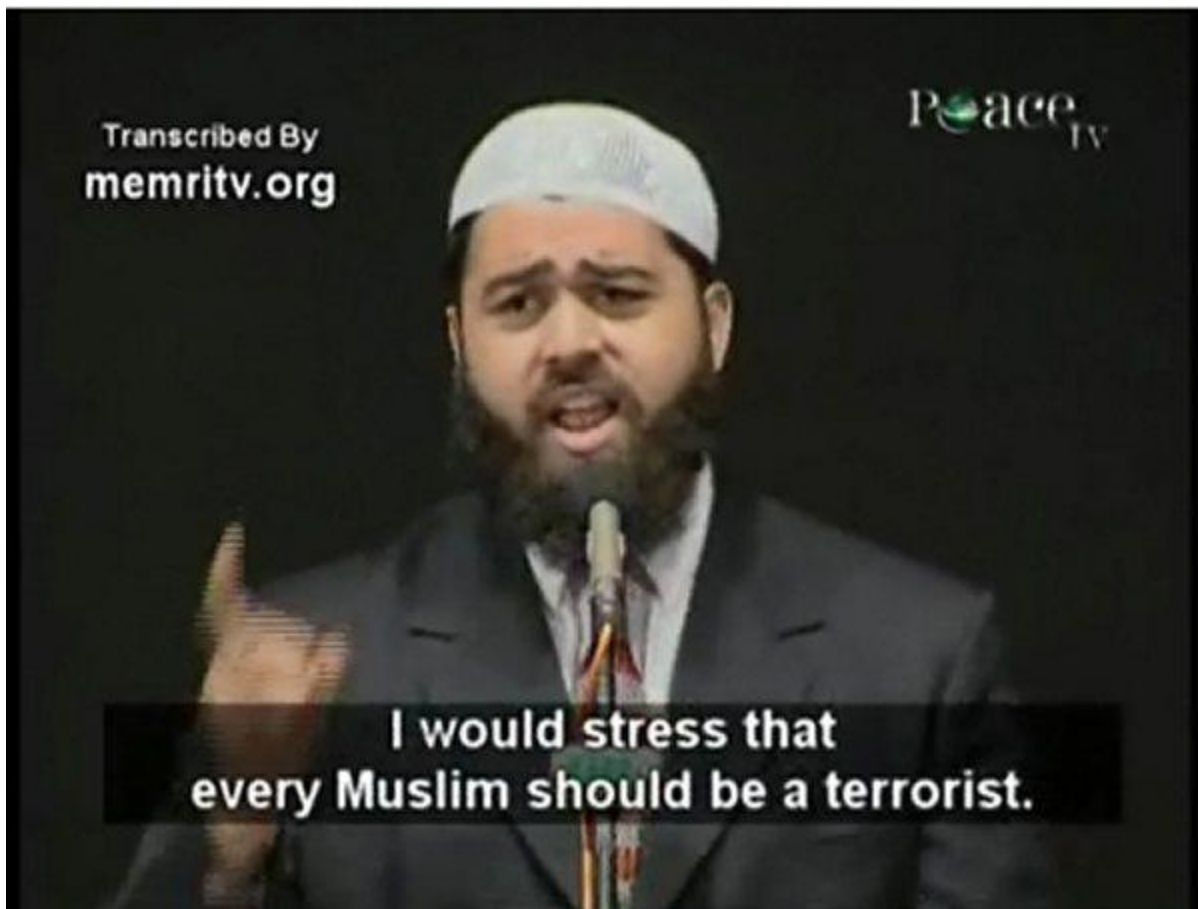 Transcribed By
memritv.org
Peace
TV
I would stress that
every Muslim should be a terrorist.